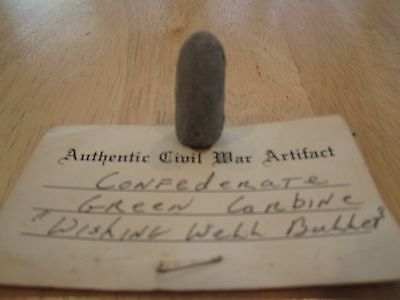 Authentic Civil War Artifact
Confederate
Green Carbine
"Wishing Well Bullet"